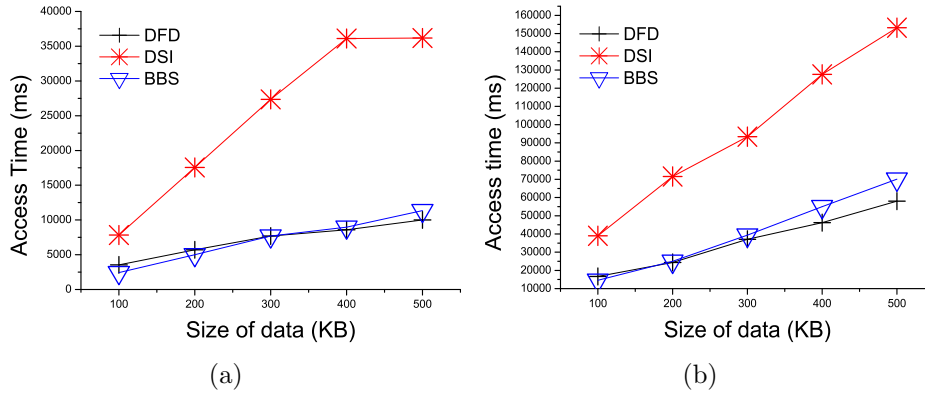 40000
35000
30000
25000
20000
15000
10000
5000
0
Access Time (ms)
DFD
DSI
BBS
100 200 300 400 500
Size of data (KB)
(a)
160000
150000
140000
130000
120000
110000
100000
90000
80000
70000
60000
50000
40000
30000
20000
10000
Access time (ms)
DFD
DSI
BBS
100 200 300 400 500
Size of data (KB)
(b)